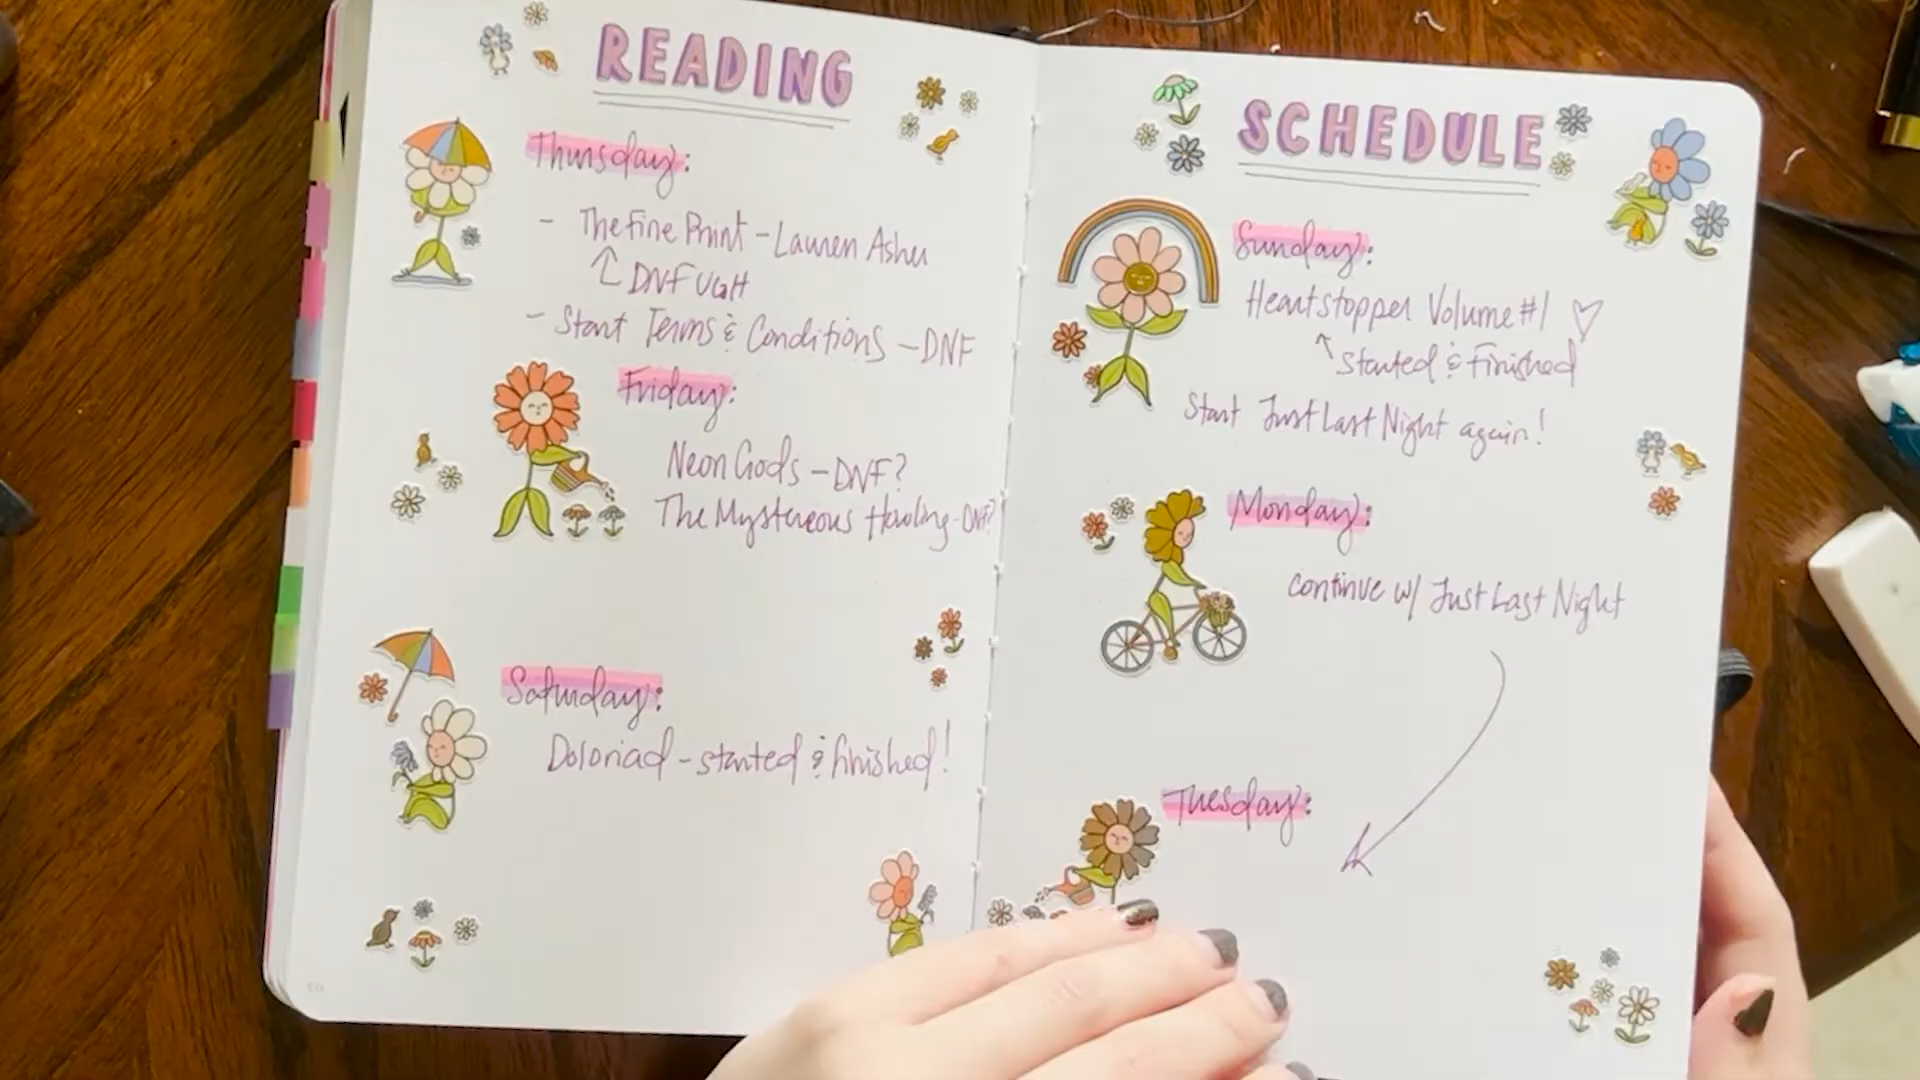 READING
Thursday:
- The Fine Print - Lauren Asher
DNF UGH
- Start Terms & Conditions - DNF
Friday:
Neon Gods - DNF?
The Mystereous Howling - DNF?
Saturday:
Doloriad - started & finished!
SCHEDULE
Sunday:
Heartstopper Volume #1
Started & Finished
Start Just Last Night again!
Monday:
continue w/ Just Last Night
Tuesday: